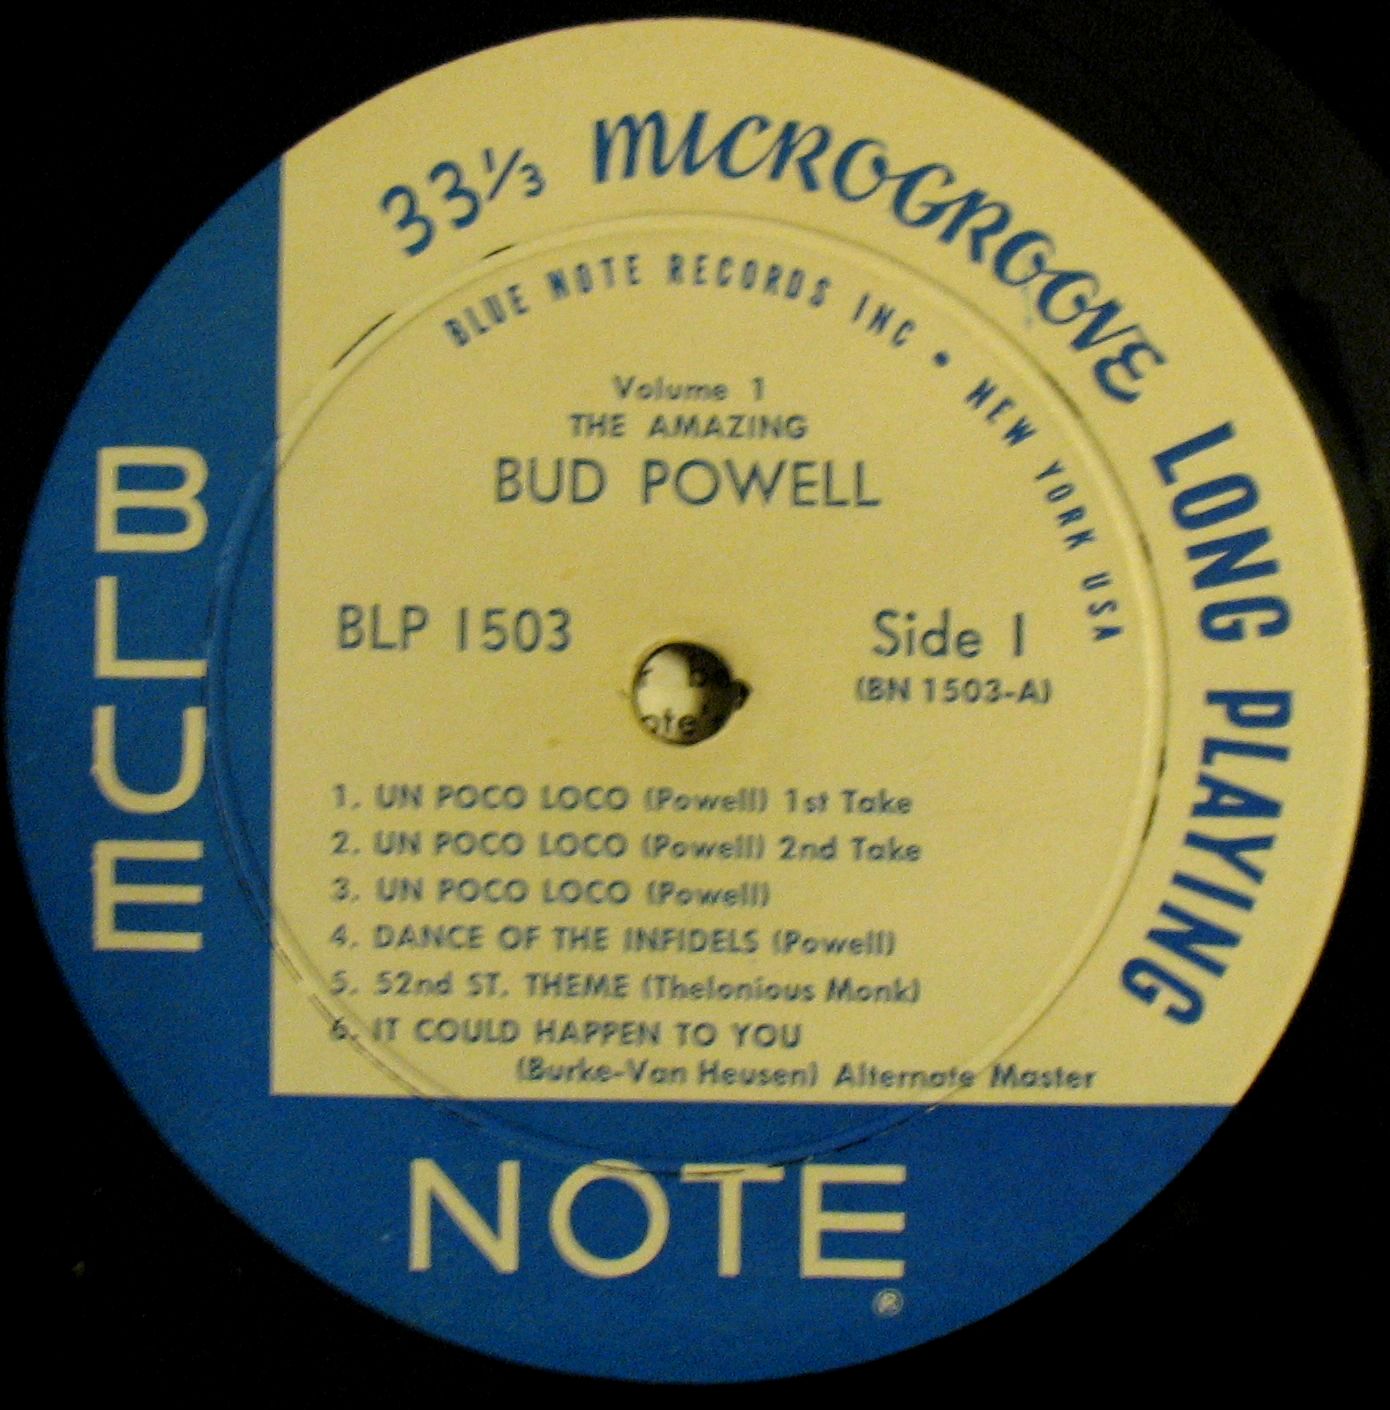 33⅓ MICROGROOVE LONG PLAYING
BLUE NOTE RECORDS INC • NEW YORK USA
Volume 1
THE AMAZING
BUD POWELL
BLP 1503
Side 1
(BN 1503-A)
1. UN POCO LOCO (Powell) 1st Take
2. UN POCO LOCO (Powell) 2nd Take
3. UN POCO LOCO (Powell)
4. DANCE OF THE INFIDELS (Powell)
5. 52nd ST. THEME (Thelonious Monk)
6. IT COULD HAPPEN TO YOU
(Burke-Van Heusen) Alternate Master
BLUE
NOTE
®